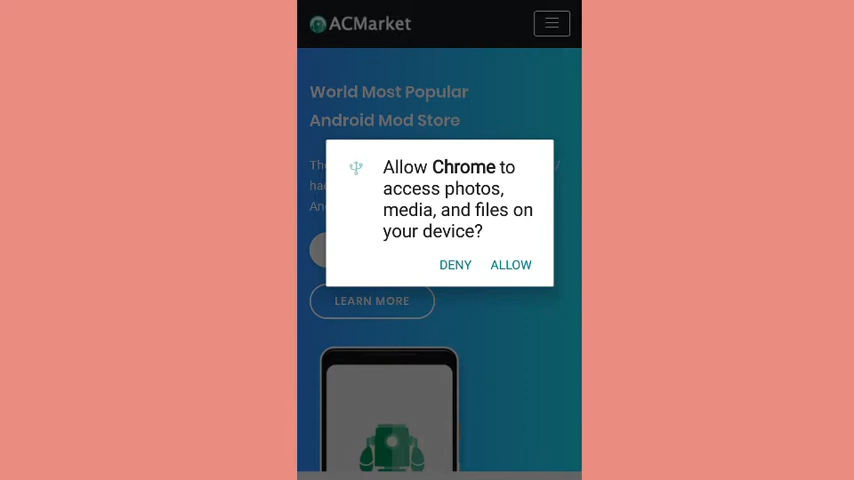 ACMarket
World Most Popular
Android Mod Store
Allow Chrome to
access photos,
media, and files on
your device?
DENY ALLOW
LEARN MORE